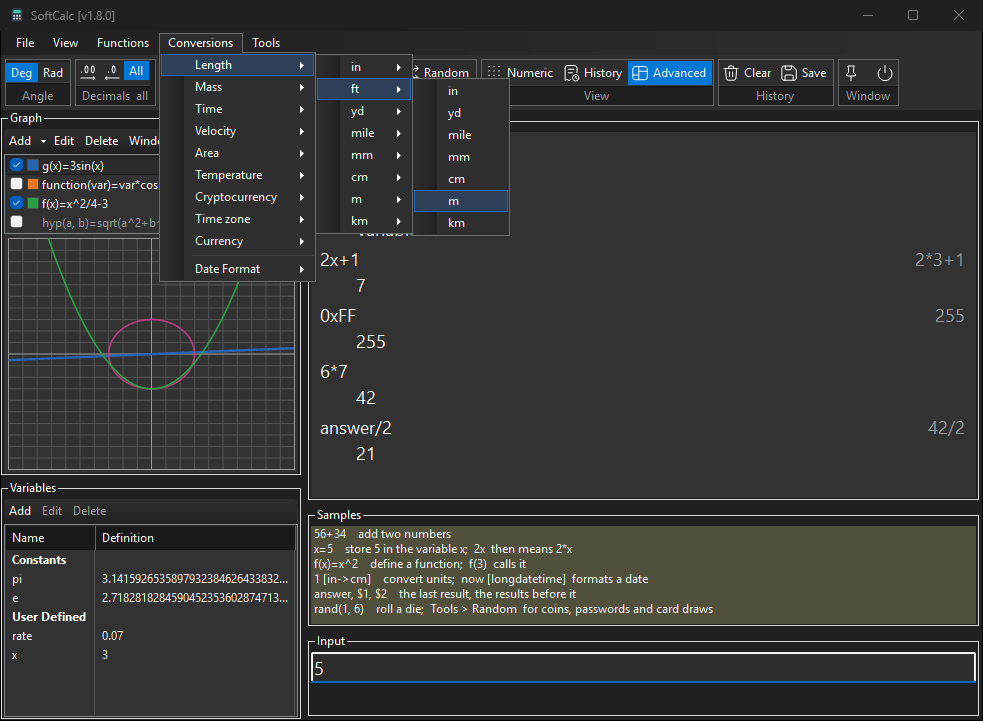 SoftCalc [v1.8.0]
File View Functions Conversions Tools
Deg Rad
Angle
.00 .0 All
Decimals all
Random
Numeric History Advanced
View
Clear Save
History
Window
Length
Mass
Time
Velocity
Area
Temperature
Cryptocurrency
Time zone
Currency
Date Format
in
ft
yd
mile
mm
cm
m
km
in
yd
mile
mm
cm
m
km
Graph
Add Edit Delete
g(x)=3sin(x)
function(var)=var*cos
f(x)=x^2/4-3
2x+1 2*3+1
7
0xFF 255
255
6*7
42
answer/2 42/2
21
Variables
Add Edit Delete
Name Definition
Constants
pi 3.1415926535897932384626433832...
e 2.7182818284590452353602874713...
User Defined
rate 0.07
x 3
Samples
56+34 add two numbers
x=5 store 5 in the variable x; 2x then means 2*x
f(x)=x^2 define a function; f(3) calls it
1 [in->cm] convert units; now [longdatetime] formats a date
answer, $1, $2 the last result, the results before it
rand(1, 6) roll a die; Tools > Random for coins, passwords and card draws
Input
5